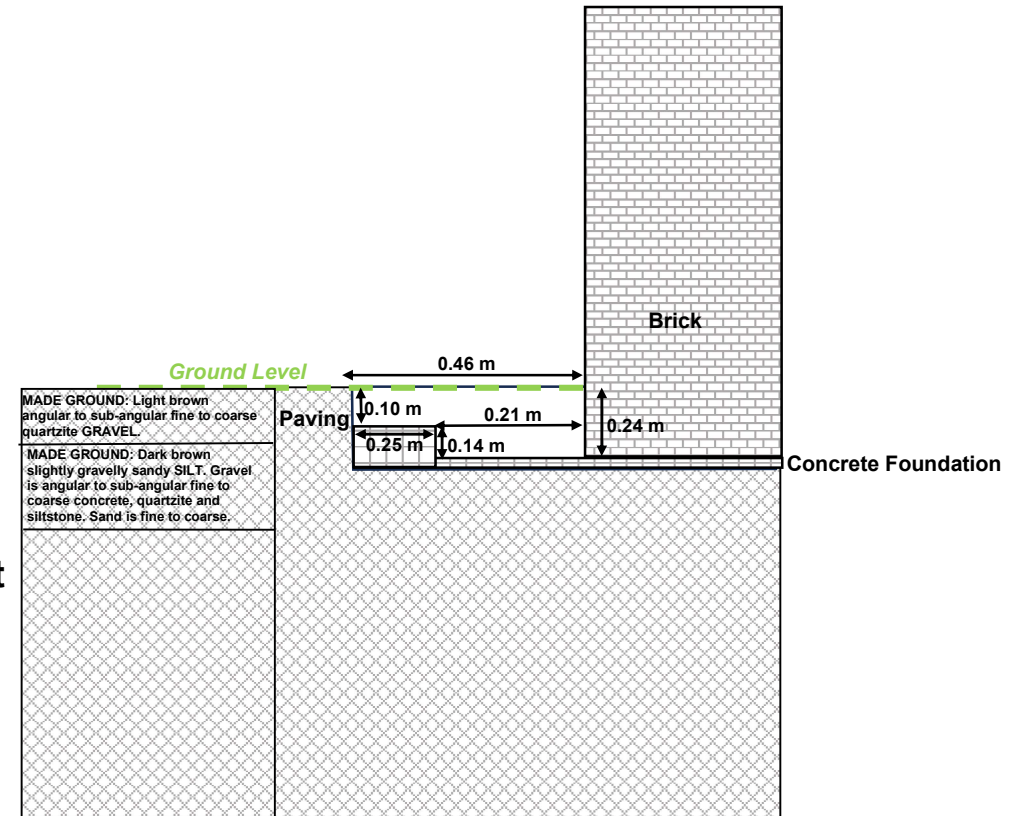 Brick
Ground Level
0.46 m
MADE GROUND: Light brown
angular to sub-angular fine to coarse
quartzite GRAVEL.
Paving
0.10 m
0.21 m
0.24 m
0.25 m
0.14 m
MADE GROUND: Dark brown
slightly gravelly sandy SILT. Gravel
is angular to sub-angular fine to
coarse concrete, quartzite and
siltstone. Sand is fine to coarse.
Concrete Foundation
t